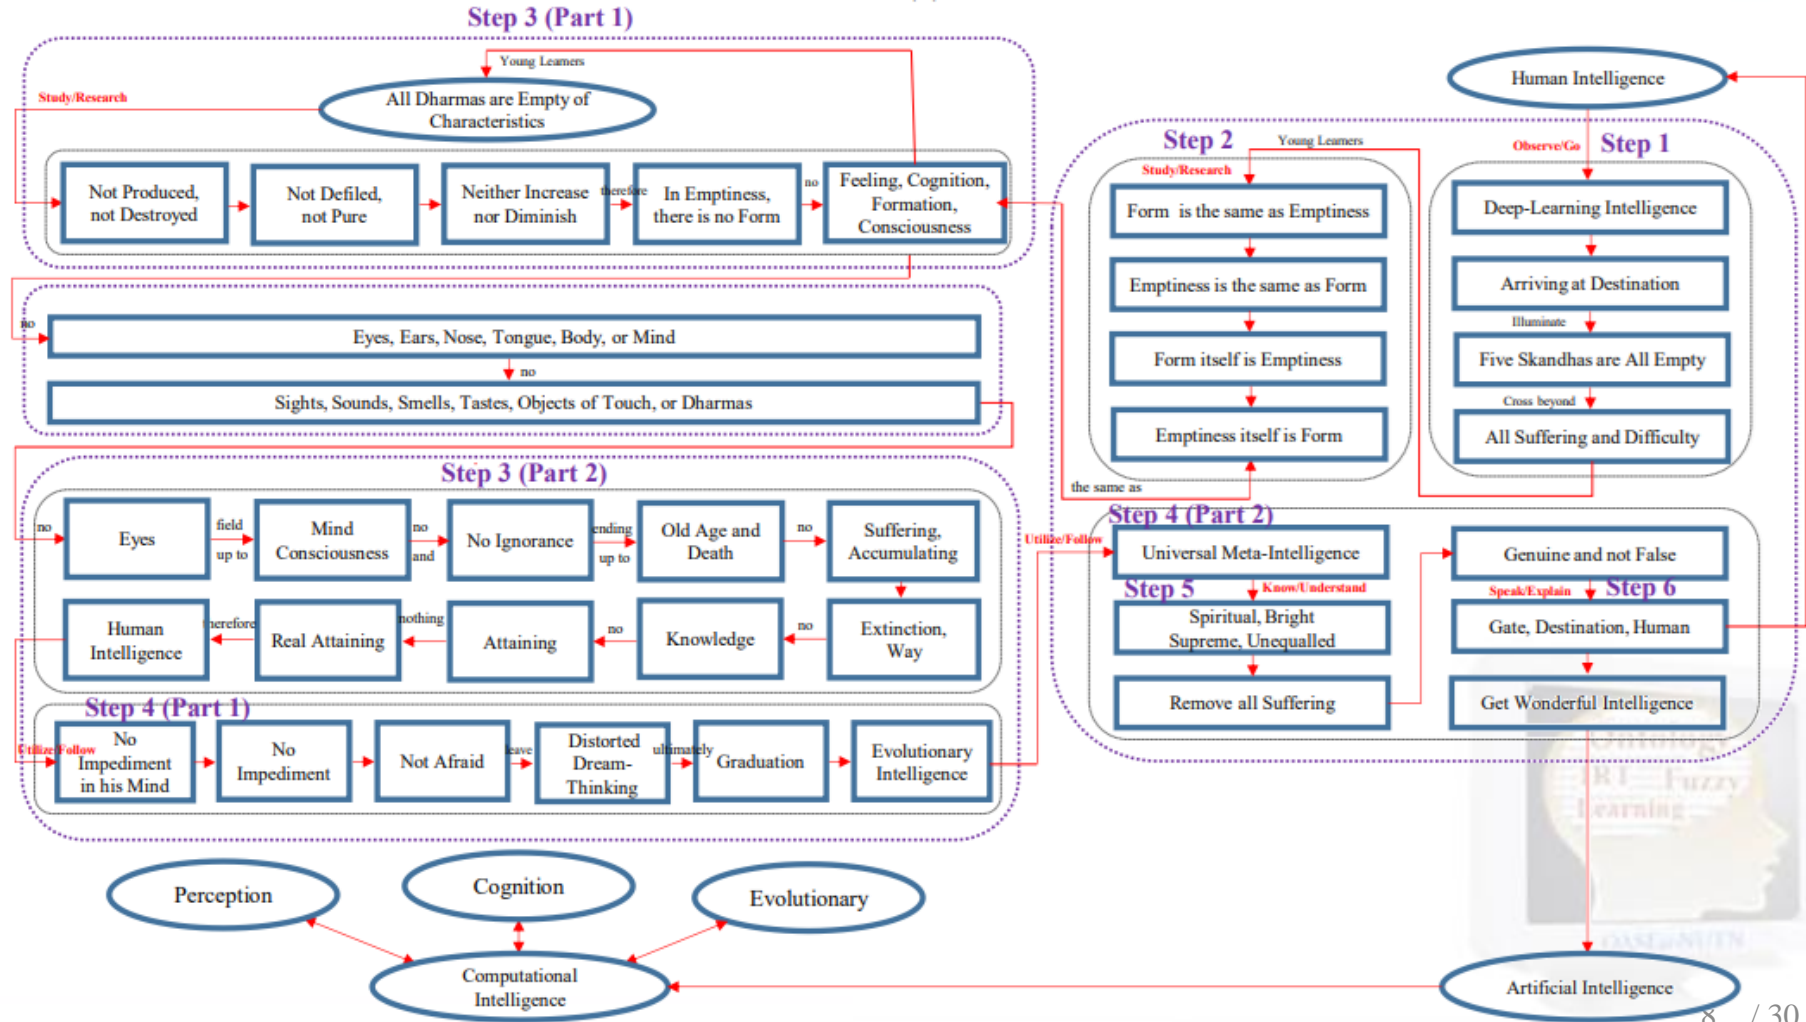 Step 3 (Part 1)
Young Learners
Study/Research
All Dharmas are Empty of
Characteristics
Not Produced,
not Destroyed
Not Defiled,
not Pure
Neither Increase
nor Diminish
therefore
In Emptiness,
there is no Form
no
Feeling, Cognition,
Formation,
Consciousness
no
Eyes, Ears, Nose, Tongue, Body, or Mind
no
Sights, Sounds, Smells, Tastes, Objects of Touch, or Dharmas
Human Intelligence
Observe/Go
Step 1
Deep-Learning Intelligence
Arriving at Destination
Illuminate
Five Skandhas are All Empty
Cross beyond
All Suffering and Difficulty
Step 2
Young Learners
Study/Research
Form is the same as Emptiness
Emptiness is the same as Form
Form itself is Emptiness
Emptiness itself is Form
the same as
Step 3 (Part 2)
no
Eyes
field
up to
Mind
Consciousness
no
and
No Ignorance
ending
up to
Old Age and
Death
no
Suffering,
Accumulating
Extinction,
Way
no
Knowledge
no
Attaining
nothing
Real Attaining
therefore
Human
Intelligence
Step 4 (Part 1)
Utilize/Follow
No
Impediment
in his Mind
No
Impediment
Not Afraid
leave
Distorted
Dream-
Thinking
ultimately
Graduation
Evolutionary
Intelligence
Utilize/Follow
Step 4 (Part 2)
Universal Meta-Intelligence
Step 5
Know/Understand
Spiritual, Bright
Supreme, Unequalled
Remove all Suffering
Genuine and not False
Speak/Explain
Step 6
Gate, Destination, Human
Get Wonderful Intelligence
Ontology
IRT Fuzzy
Learning
OASE@NUTN
Perception
Cognition
Evolutionary
Computational
Intelligence
Artificial Intelligence
8 / 30